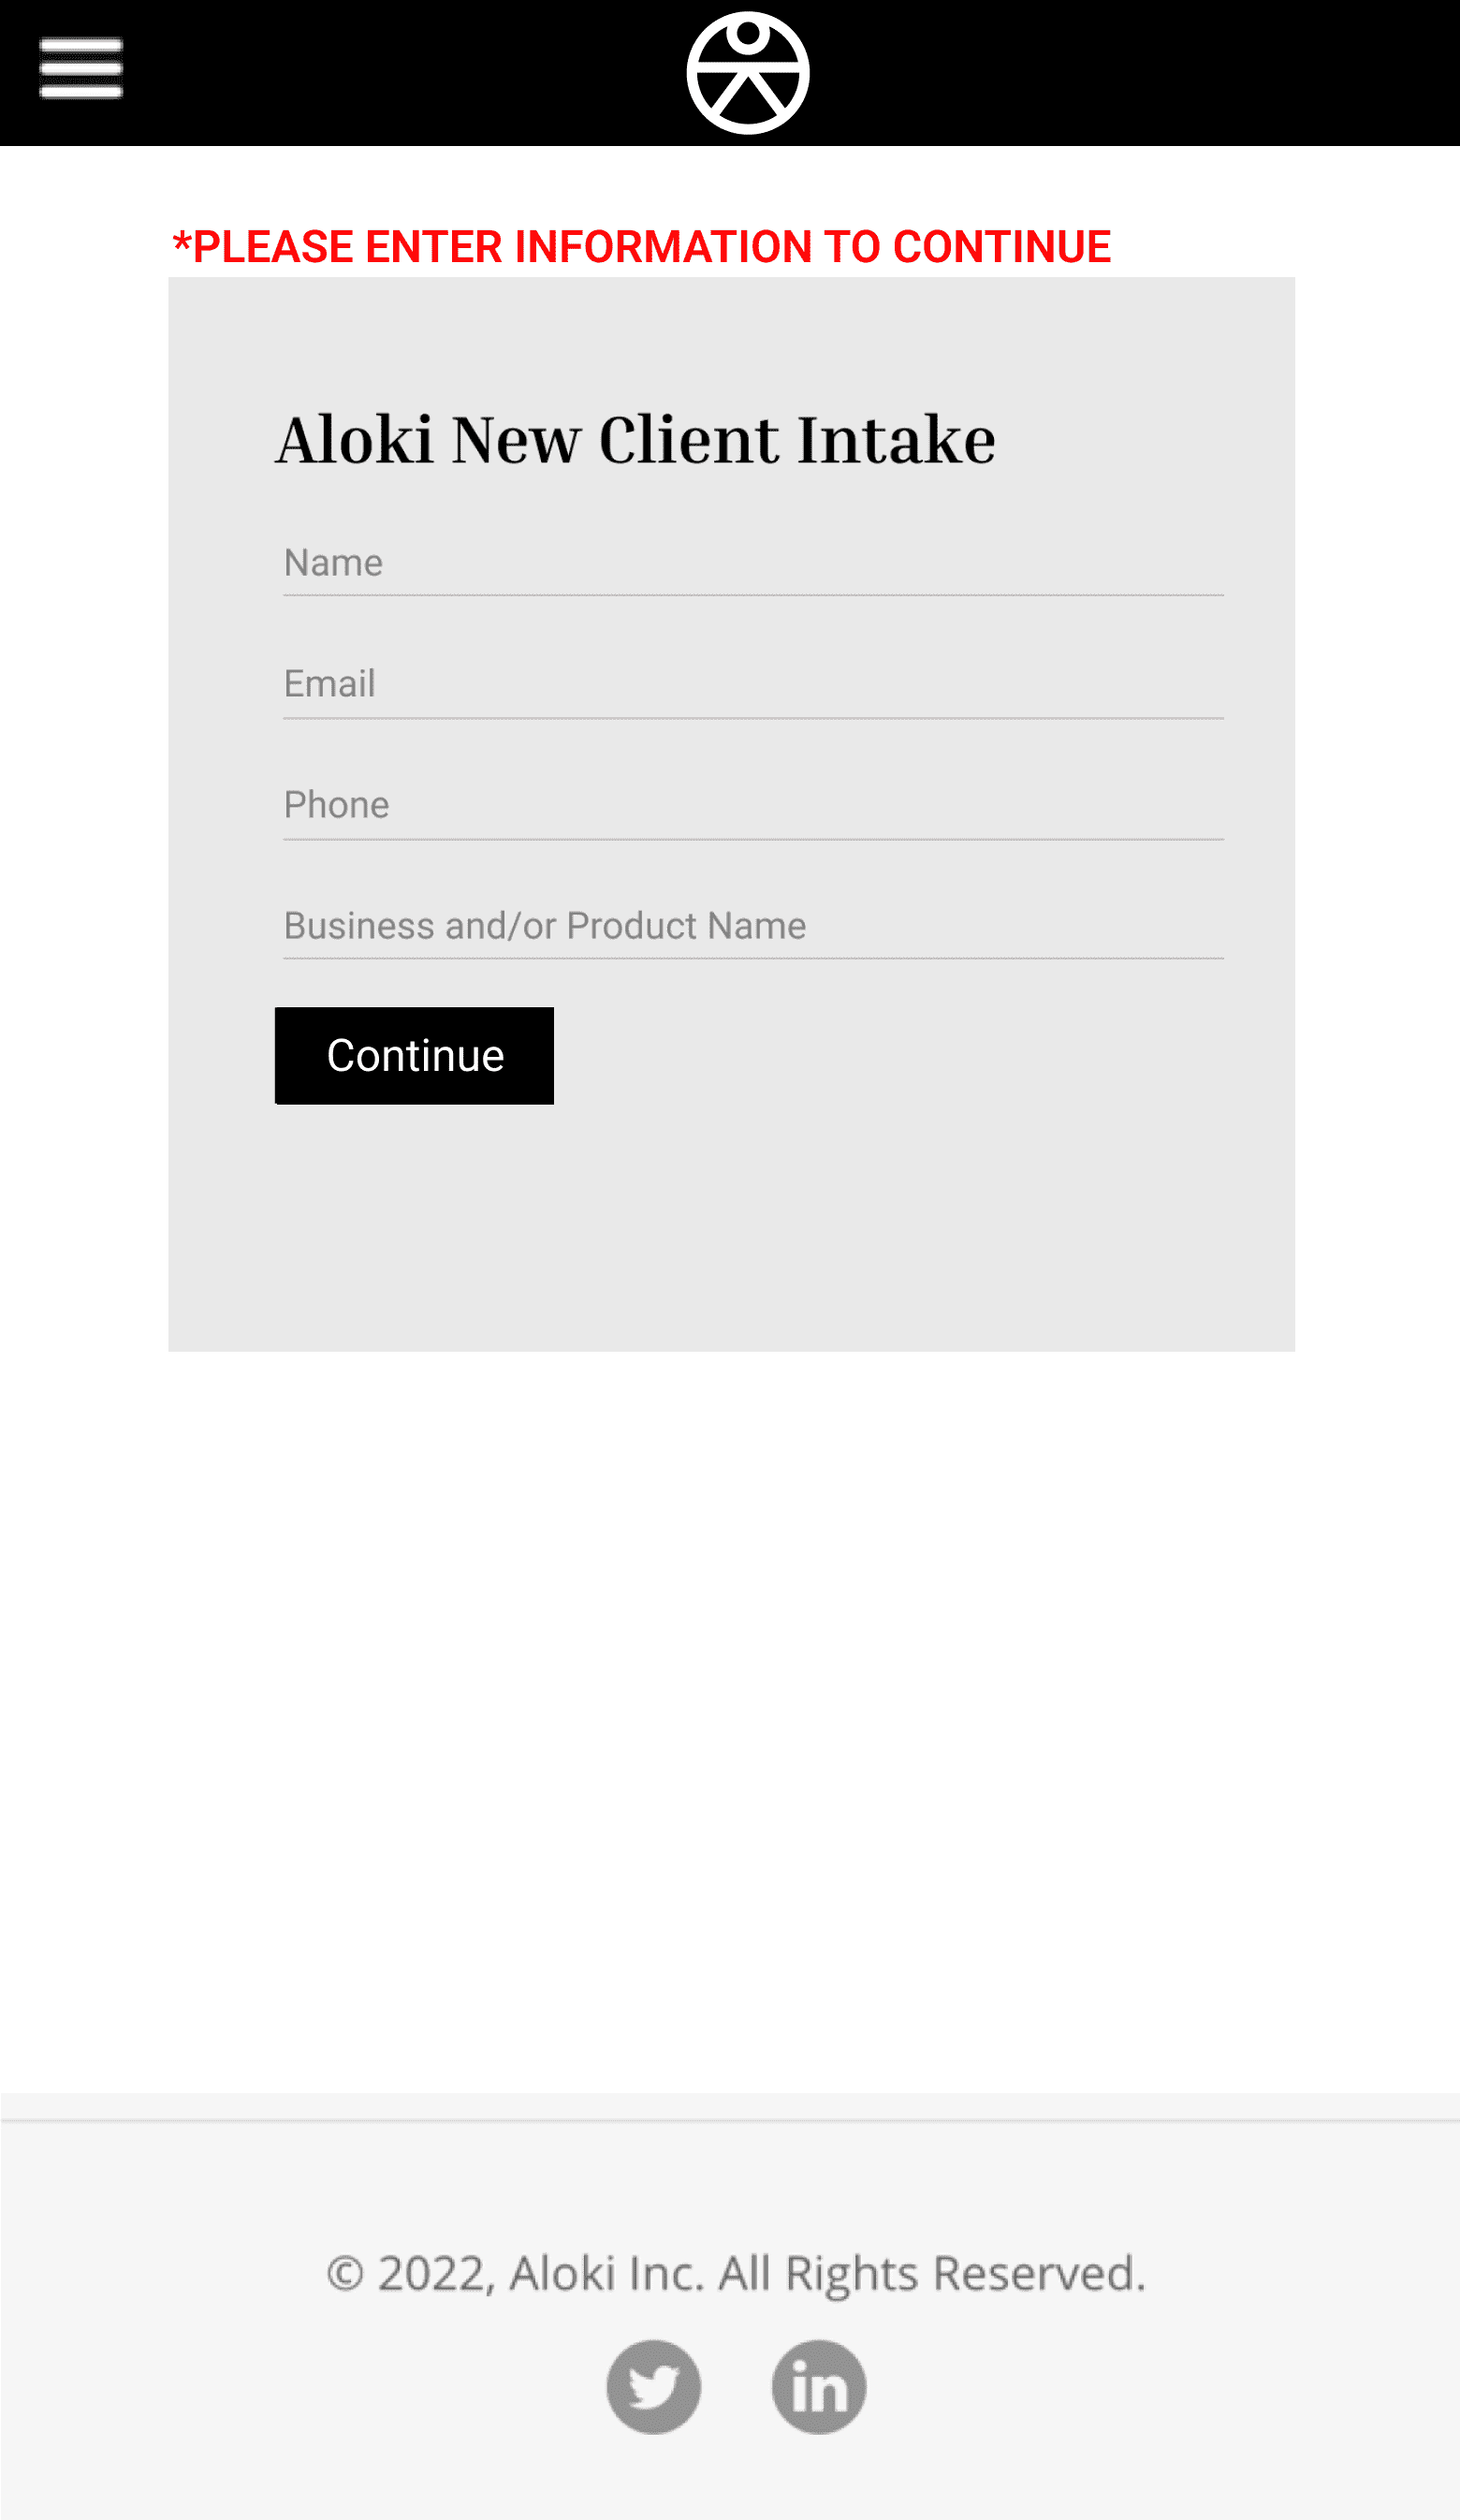 *PLEASE ENTER INFORMATION TO CONTINUE
Aloki New Client Intake
Name
Email
Phone
Business and/or Product Name
Continue
© 2022, Aloki Inc. All Rights Reserved.
in